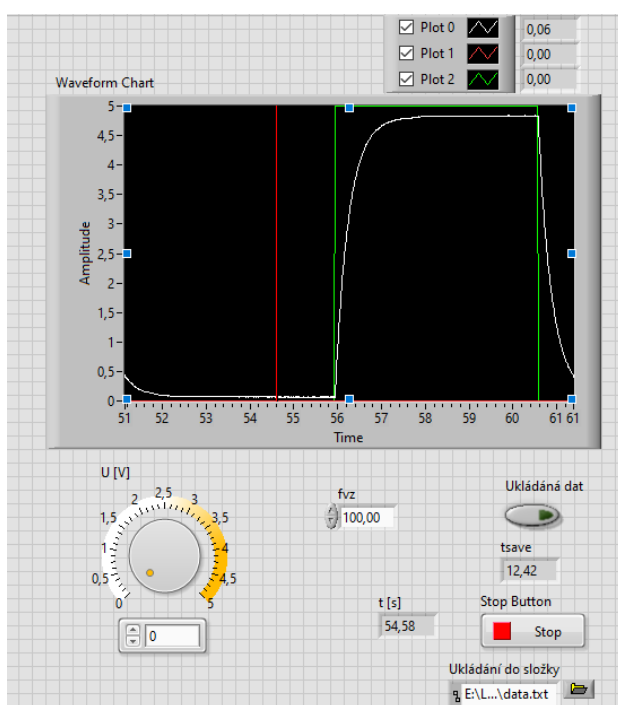 Plot 0 0,06
Plot 1 0,00
Plot 2 0,00
Waveform Chart
5
4,5
4
3,5
3
2,5
2
1,5
1
0,5
0
Amplitude
51 52 53 54 55 56 57 58 59 60 61 61
Time
U [V]
0 0,5 1 1,5 2 2,5 3 3,5 4 4,5 5
0
fvz
100,00
Ukládáná dat
tsave
12,42
t [s]
54,58
Stop Button
Stop
Ukládání do složky
E:\L...\data.txt